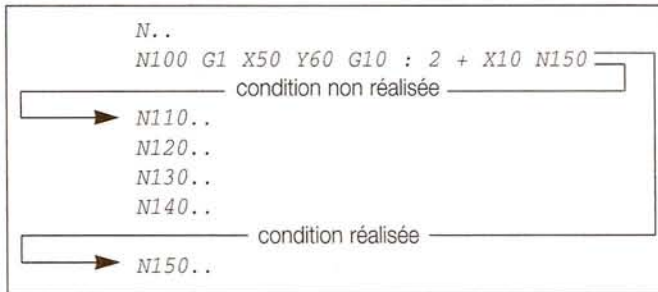 N..
N100 G1 X50 Y60 G10 : 2 + X10 N150
condition non réalisée
N110..
N120..
N130..
N140..
condition réalisée
N150..